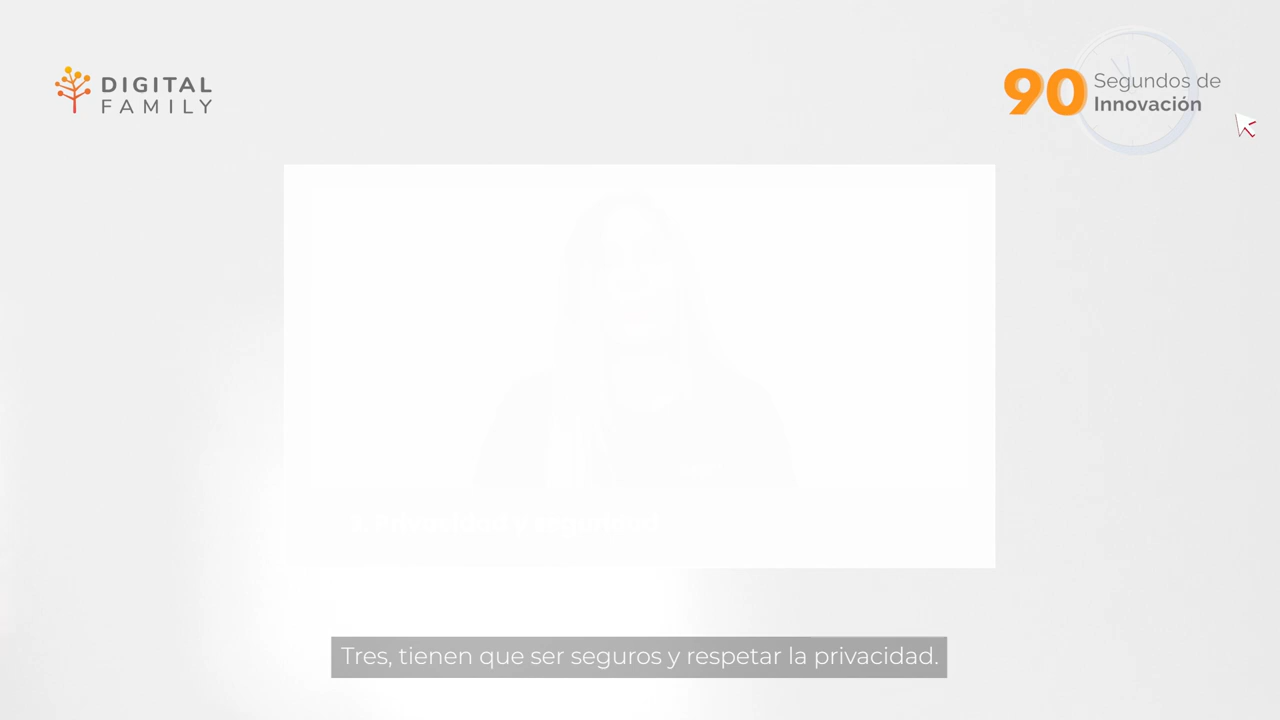 DIGITAL
FAMILY
90
Segundos de
Innovación
Tres, tienen que ser seguros y respetar la privacidad.